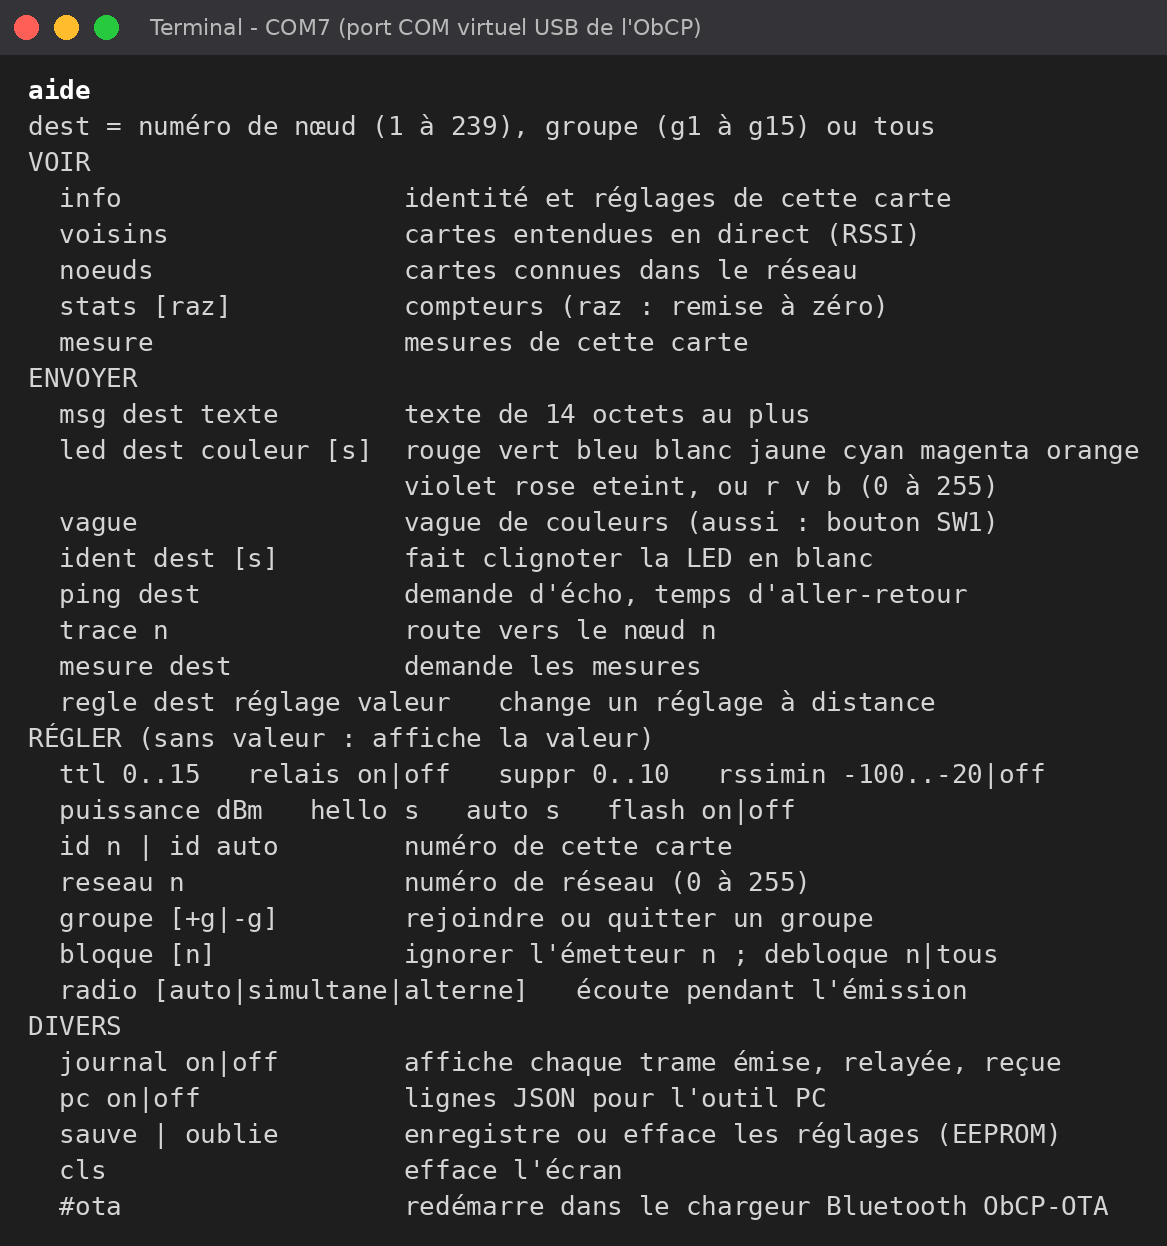 Terminal - COM7 (port COM virtuel USB de l'ObCP)
aide
dest = numéro de nœud (1 à 239), groupe (g1 à g15) ou tous
VOIR
  info                  identité et réglages de cette carte
  voisins               cartes entendues en direct (RSSI)
  noeuds                cartes connues dans le réseau
  stats [raz]           compteurs (raz : remise à zéro)
  mesure                mesures de cette carte
ENVOYER
  msg dest texte        texte de 14 octets au plus
  led dest couleur [s]  rouge vert bleu blanc jaune cyan magenta orange
                        violet rose eteint, ou r v b (0 à 255)
  vague                 vague de couleurs (aussi : bouton SW1)
  ident dest [s]        fait clignoter la LED en blanc
  ping dest             demande d'écho, temps d'aller-retour
  trace n               route vers le nœud n
  mesure dest           demande les mesures
  regle dest réglage valeur   change un réglage à distance
RÉGLER (sans valeur : affiche la valeur)
  ttl 0..15   relais on|off   suppr 0..10   rssimin -100..-20|off
  puissance dBm   hello s   auto s   flash on|off
  id n | id auto        numéro de cette carte
  reseau n              numéro de réseau (0 à 255)
  groupe [+g|-g]        rejoindre ou quitter un groupe
  bloque [n]            ignorer l'émetteur n ; debloque n|tous
  radio [auto|simultane|alterne]   écoute pendant l'émission
DIVERS
  journal on|off        affiche chaque trame émise, relayée, reçue
  pc on|off             lignes JSON pour l'outil PC
  sauve | oublie        enregistre ou efface les réglages (EEPROM)
  cls                   efface l'écran
  #ota                  redémarre dans le chargeur Bluetooth ObCP-OTA